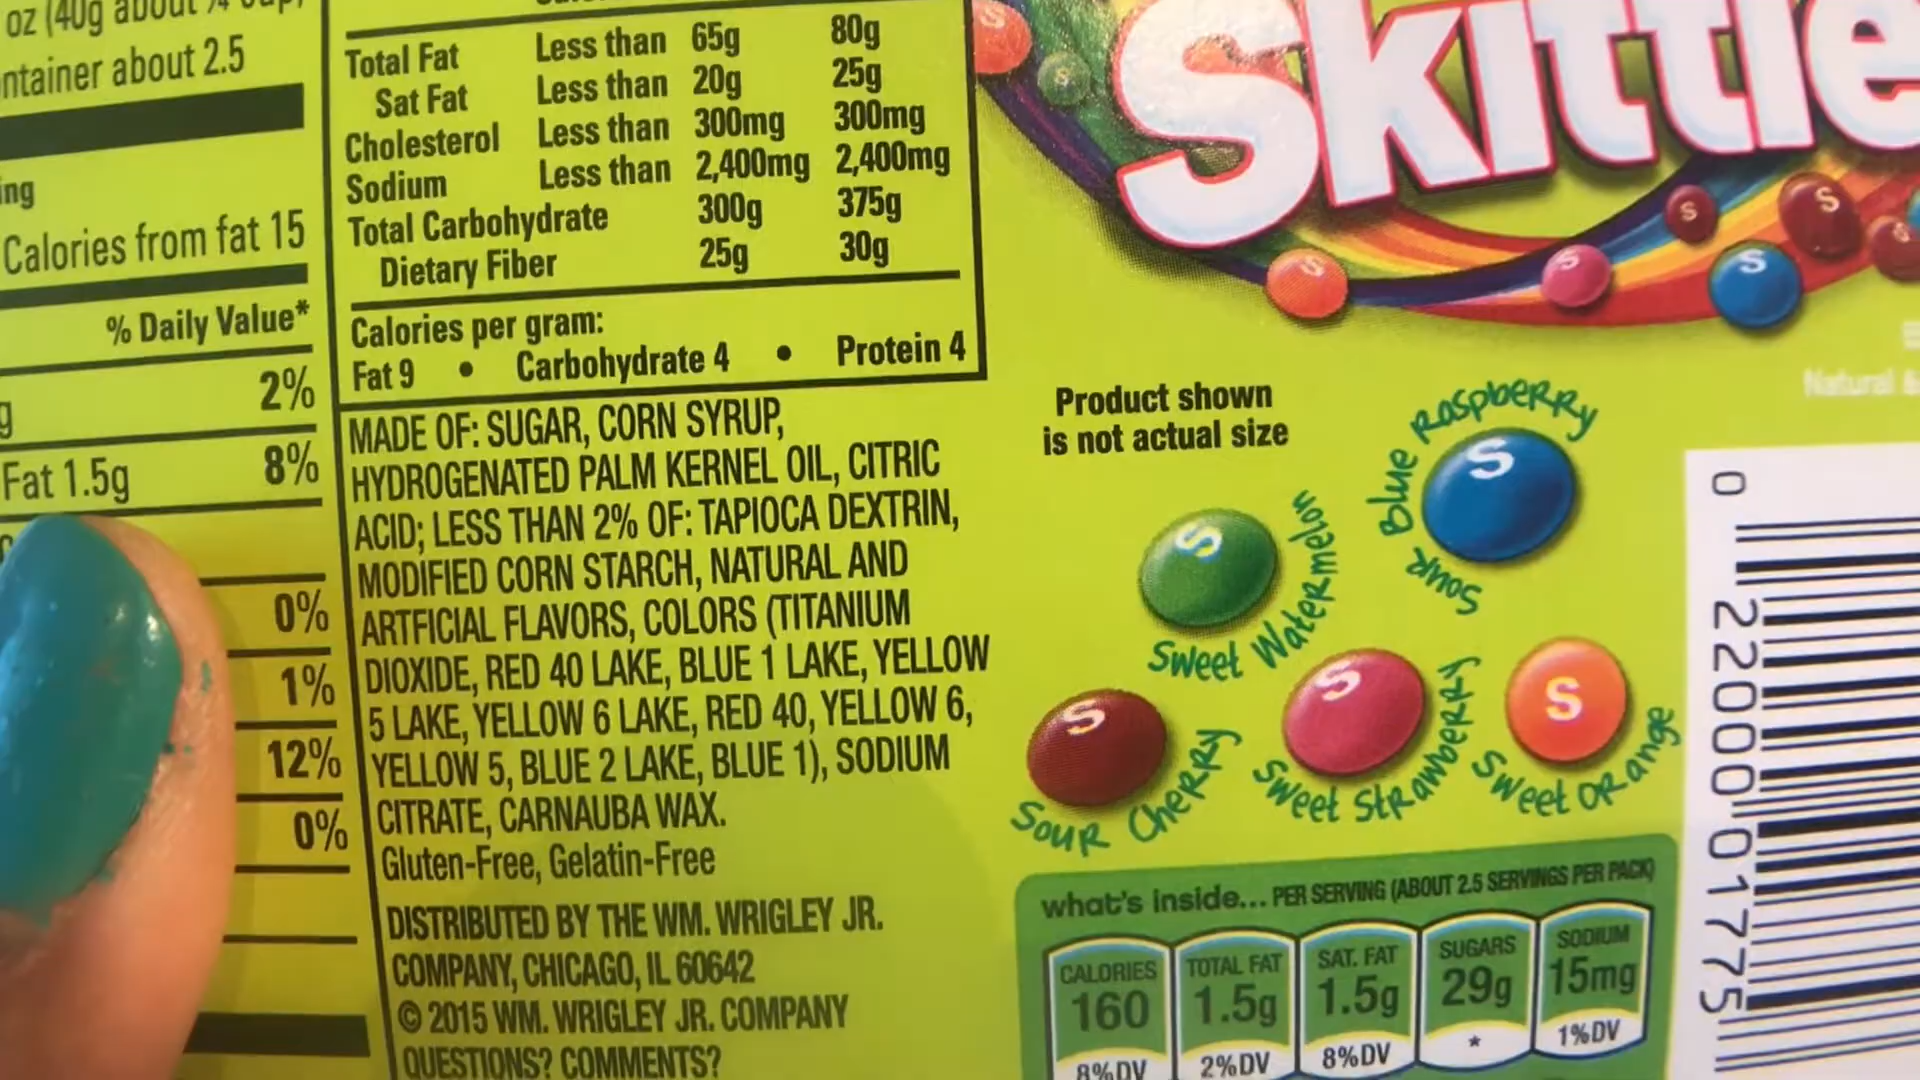 oz (40g about
ntainer about 2.5
ing
Calories from fat 15
% Daily Value*
g 2%
Fat 1.5g 8%
0%
1%
12%
0%
Total Fat Less than 65g 80g
Sat Fat Less than 20g 25g
Cholesterol Less than 300mg 300mg
Sodium Less than 2,400mg 2,400mg
Total Carbohydrate 300g 375g
Dietary Fiber 25g 30g
Calories per gram:
Fat 9 • Carbohydrate 4 • Protein 4
MADE OF: SUGAR, CORN SYRUP,
HYDROGENATED PALM KERNEL OIL, CITRIC
ACID; LESS THAN 2% OF: TAPIOCA DEXTRIN,
MODIFIED CORN STARCH, NATURAL AND
ARTFICIAL FLAVORS, COLORS (TITANIUM
DIOXIDE, RED 40 LAKE, BLUE 1 LAKE, YELLOW
5 LAKE, YELLOW 6 LAKE, RED 40, YELLOW 6,
YELLOW 5, BLUE 2 LAKE, BLUE 1), SODIUM
CITRATE, CARNAUBA WAX.
Gluten-Free, Gelatin-Free
DISTRIBUTED BY THE WM. WRIGLEY JR.
COMPANY, CHICAGO, IL 60642
© 2015 WM. WRIGLEY JR. COMPANY
QUESTIONS? COMMENTS?
Skittle
Natural &
Product shown
is not actual size
Sour Blue Raspberry
Sweet Watermelon
Sour Cherry
Sweet Strawberry
Sweet Orange
what's inside... PER SERVING (ABOUT 2.5 SERVINGS PER PACK)
CALORIES TOTAL FAT SAT. FAT SUGARS SODIUM
160 1.5g 1.5g 29g 15mg
8%DV 2%DV 8%DV * 1%DV
0 22000 01775